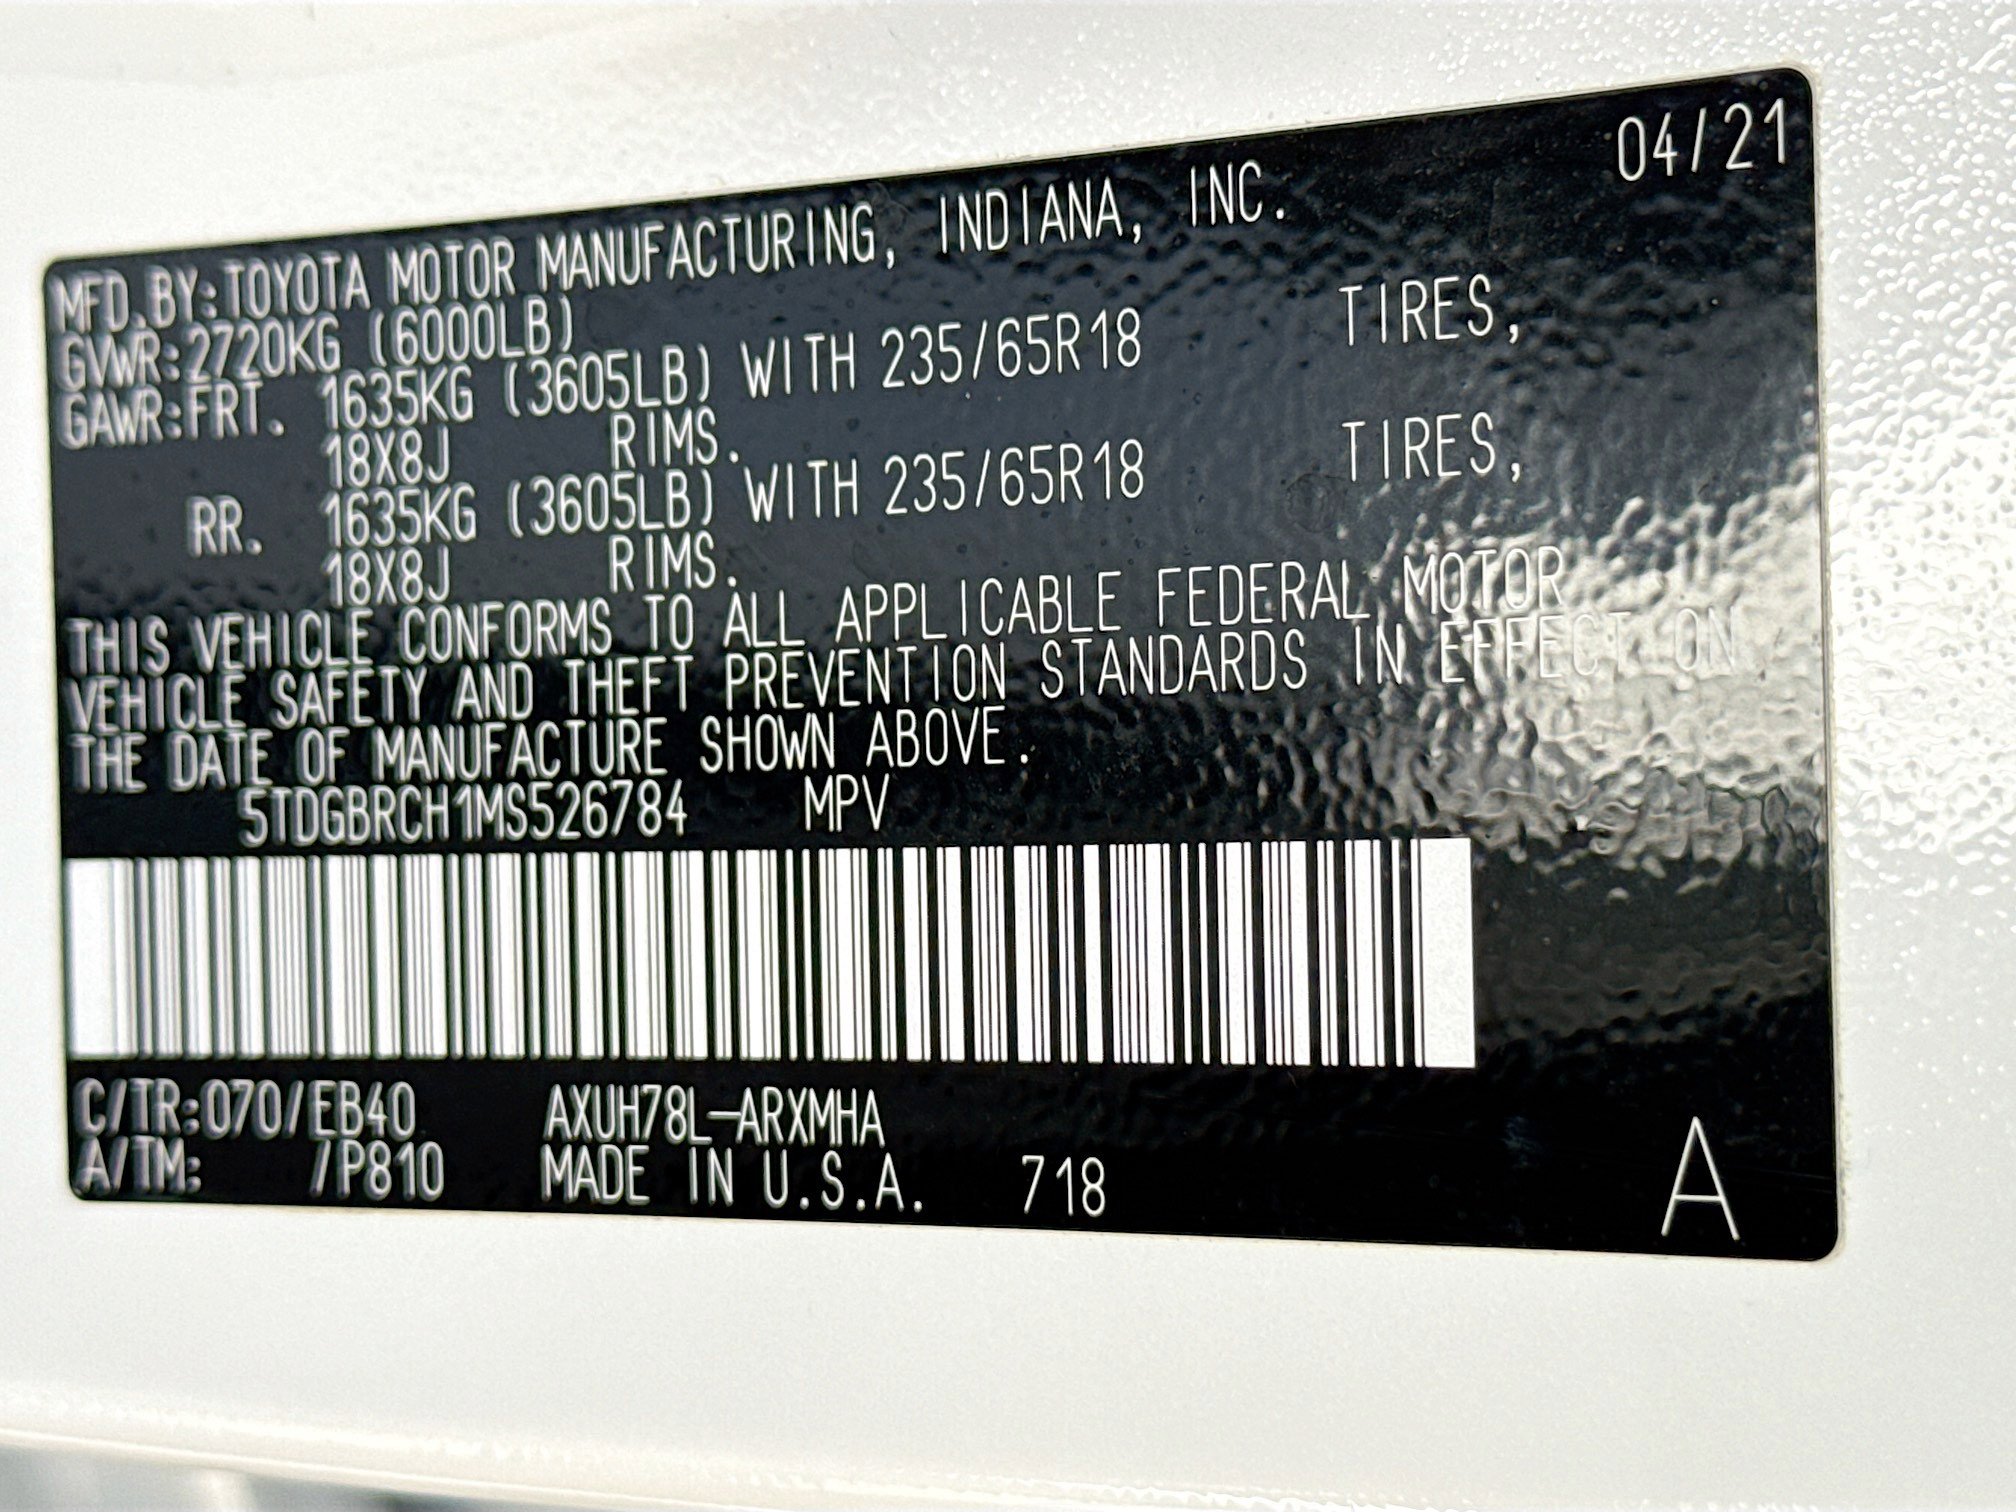 04/21
MFD.BY:TOYOTA MOTOR MANUFACTURING, INDIANA, INC.
GVWR:2720KG (6000LB)
GAWR:FRT. 1635KG (3605LB) WITH 235/65R18 TIRES,
18X8J RIMS.
RR. 1635KG (3605LB) WITH 235/65R18 TIRES,
18X8J RIMS.
THIS VEHICLE CONFORMS TO ALL APPLICABLE FEDERAL MOTOR
VEHICLE SAFETY AND THEFT PREVENTION STANDARDS IN EFFECT ON
THE DATE OF MANUFACTURE SHOWN ABOVE.
5TDGBRCH1MS526784 MPV
C/TR:070/EB40 AXUH78L-ARXMHA
A/TM: /P810 MADE IN U.S.A. 718
A